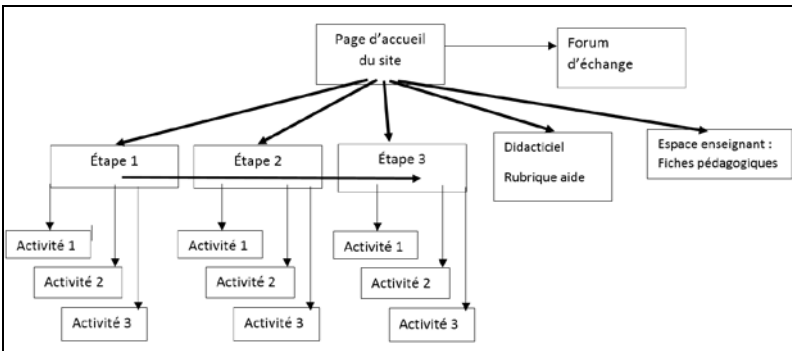 Page d'accueil
du site
Forum
d'échange
Étape 1
Étape 2
Étape 3
Didacticiel
Rubrique aide
Espace enseignant :
Fiches pédagogiques
Activité 1
Activité 2
Activité 3
Activité 1
Activité 2
Activité 3
Activité 1
Activité 2
Activité 3